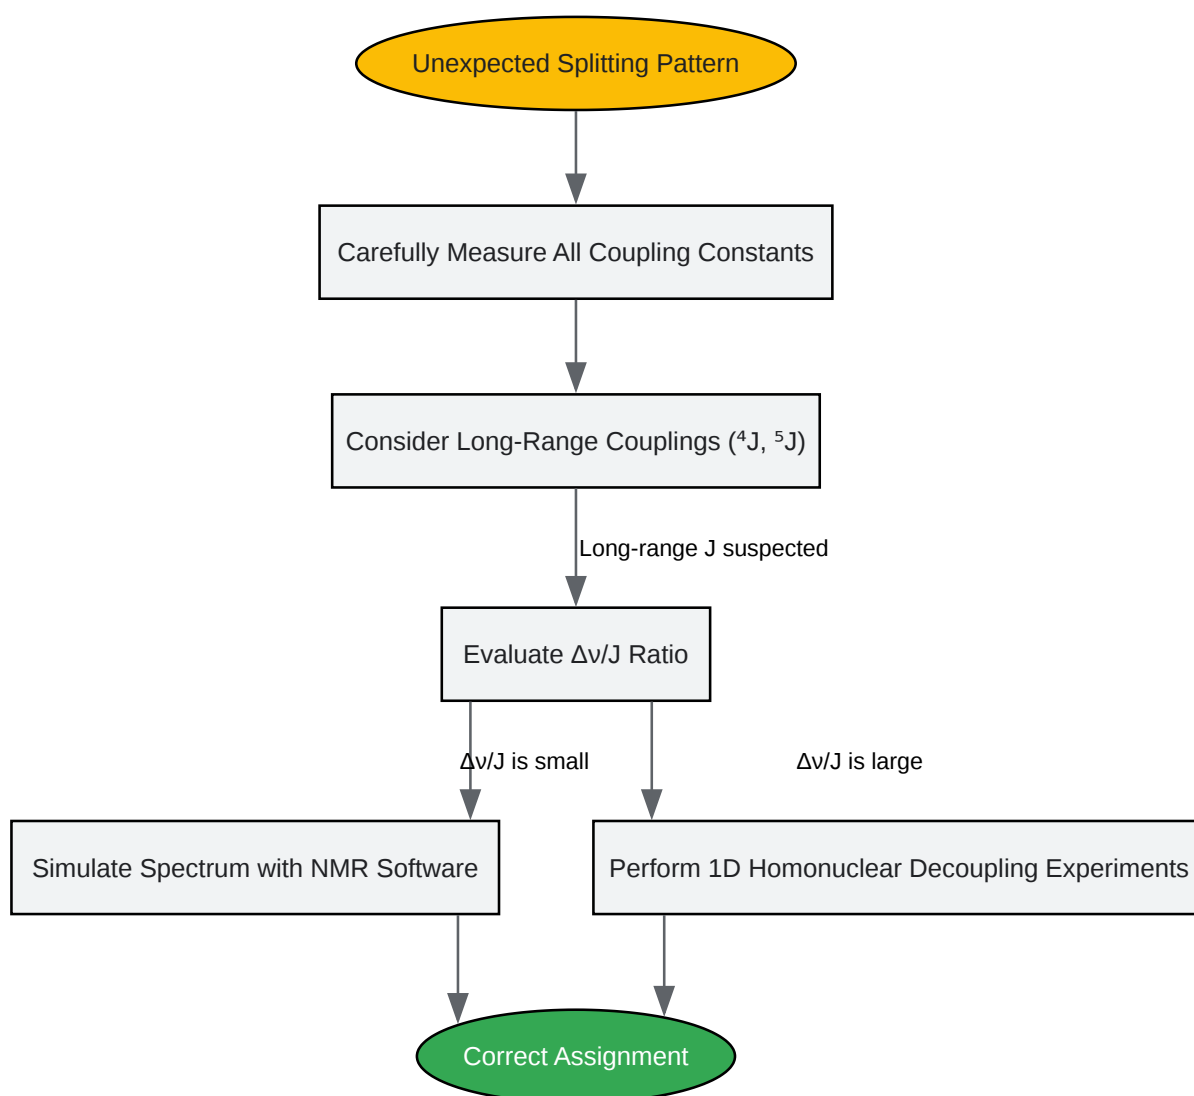 Unexpected Splitting Pattern
Carefully Measure All Coupling Constants
Consider Long-Range Couplings (⁴J, ⁵J)
Long-range J suspected
Evaluate Δν/J Ratio
Δν/J is small
Δν/J is large
Simulate Spectrum with NMR Software
Perform 1D Homonuclear Decoupling Experiments
Correct Assignment